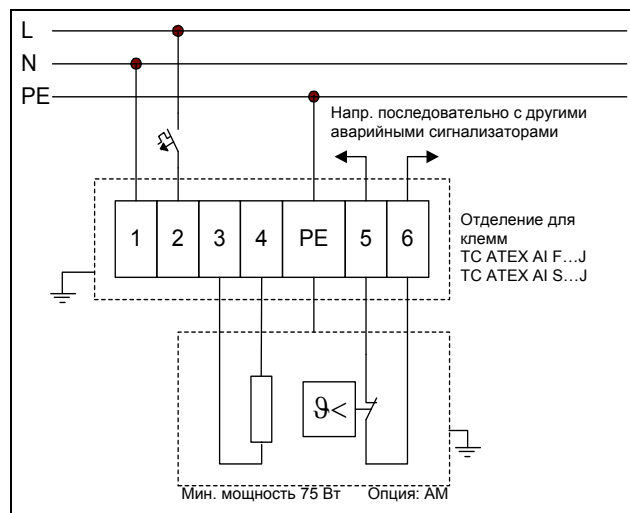 L
N
PE
Напр. последовательно с другими
аварийными сигнализаторами
1 2 3 4 PE 5 6
Отделение для
клемм
TC ATEX AI F…J
TC ATEX AI S…J
ϑ<
Мин. мощность 75 Вт Опция: AM